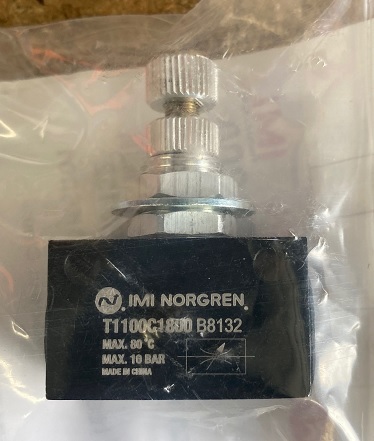 IMI NORGREN
T1100C1800 B8132
MAX. 80°C
MAX. 10 BAR
MADE IN CHINA